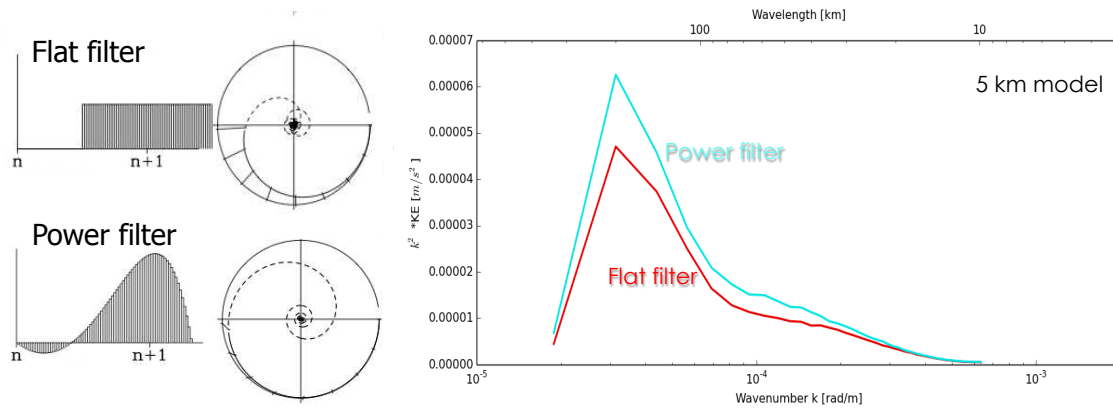 Flat filter
n
n+1
Power filter
n
n+1
Wavelength [km]
100
10
0.00007
0.00006
0.00005
0.00004
0.00003
0.00002
0.00001
0.00000
k² *KE [m/s²]
5 km model
Power filter
Flat filter
10⁻⁵
10⁻⁴
10⁻³
Wavenumber k [rad/m]